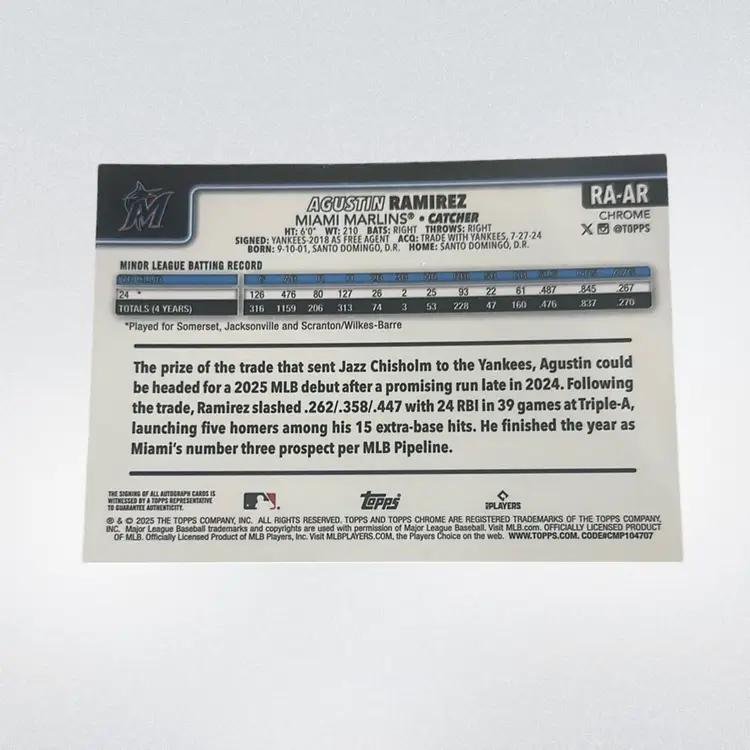 AGUSTIN RAMIREZ
MIAMI MARLINS® • CATCHER
HT: 6'0" WT: 210 BATS: RIGHT THROWS: RIGHT
SIGNED: YANKEES-2018 AS FREE AGENT ACQ: TRADE WITH YANKEES, 7-27-24
BORN: 9-10-01, SANTO DOMINGO, D.R. HOME: SANTO DOMINGO, D.R.
RA-AR
CHROME
X @TOPPS
MINOR LEAGUE BATTING RECORD
24 * 126 476 80 127 26 2 25 93 22 61 .487 .845 .267
TOTALS (4 YEARS) 316 1159 206 313 74 3 53 228 47 160 .476 .837 .270
*Played for Somerset, Jacksonville and Scranton/Wilkes-Barre
The prize of the trade that sent Jazz Chisholm to the Yankees, Agustin could
be headed for a 2025 MLB debut after a promising run late in 2024. Following
the trade, Ramirez slashed .262/.358/.447 with 24 RBI in 39 games at Triple-A,
launching five homers among his 15 extra-base hits. He finished the year as
Miami's number three prospect per MLB Pipeline.
THE SIGNING OF ALL AUTOGRAPH CARDS IS
WITNESSED BY A TOPPS REPRESENTATIVE
TO GUARANTEE AUTHENTICITY.
Topps
PLAYERS
® & © 2025 THE TOPPS COMPANY, INC. ALL RIGHTS RESERVED. TOPPS AND TOPPS CHROME ARE REGISTERED TRADEMARKS OF THE TOPPS COMPANY,
INC. Major League Baseball trademarks and copyrights are used with permission of Major League Baseball. Visit MLB.com. OFFICIALLY LICENSED PRODUCT
OF MLB. Officially Licensed Product of MLB Players, Inc. Visit MLBPLAYERS.COM, the Players Choice on the web. WWW.TOPPS.COM. CODE#CMP104707